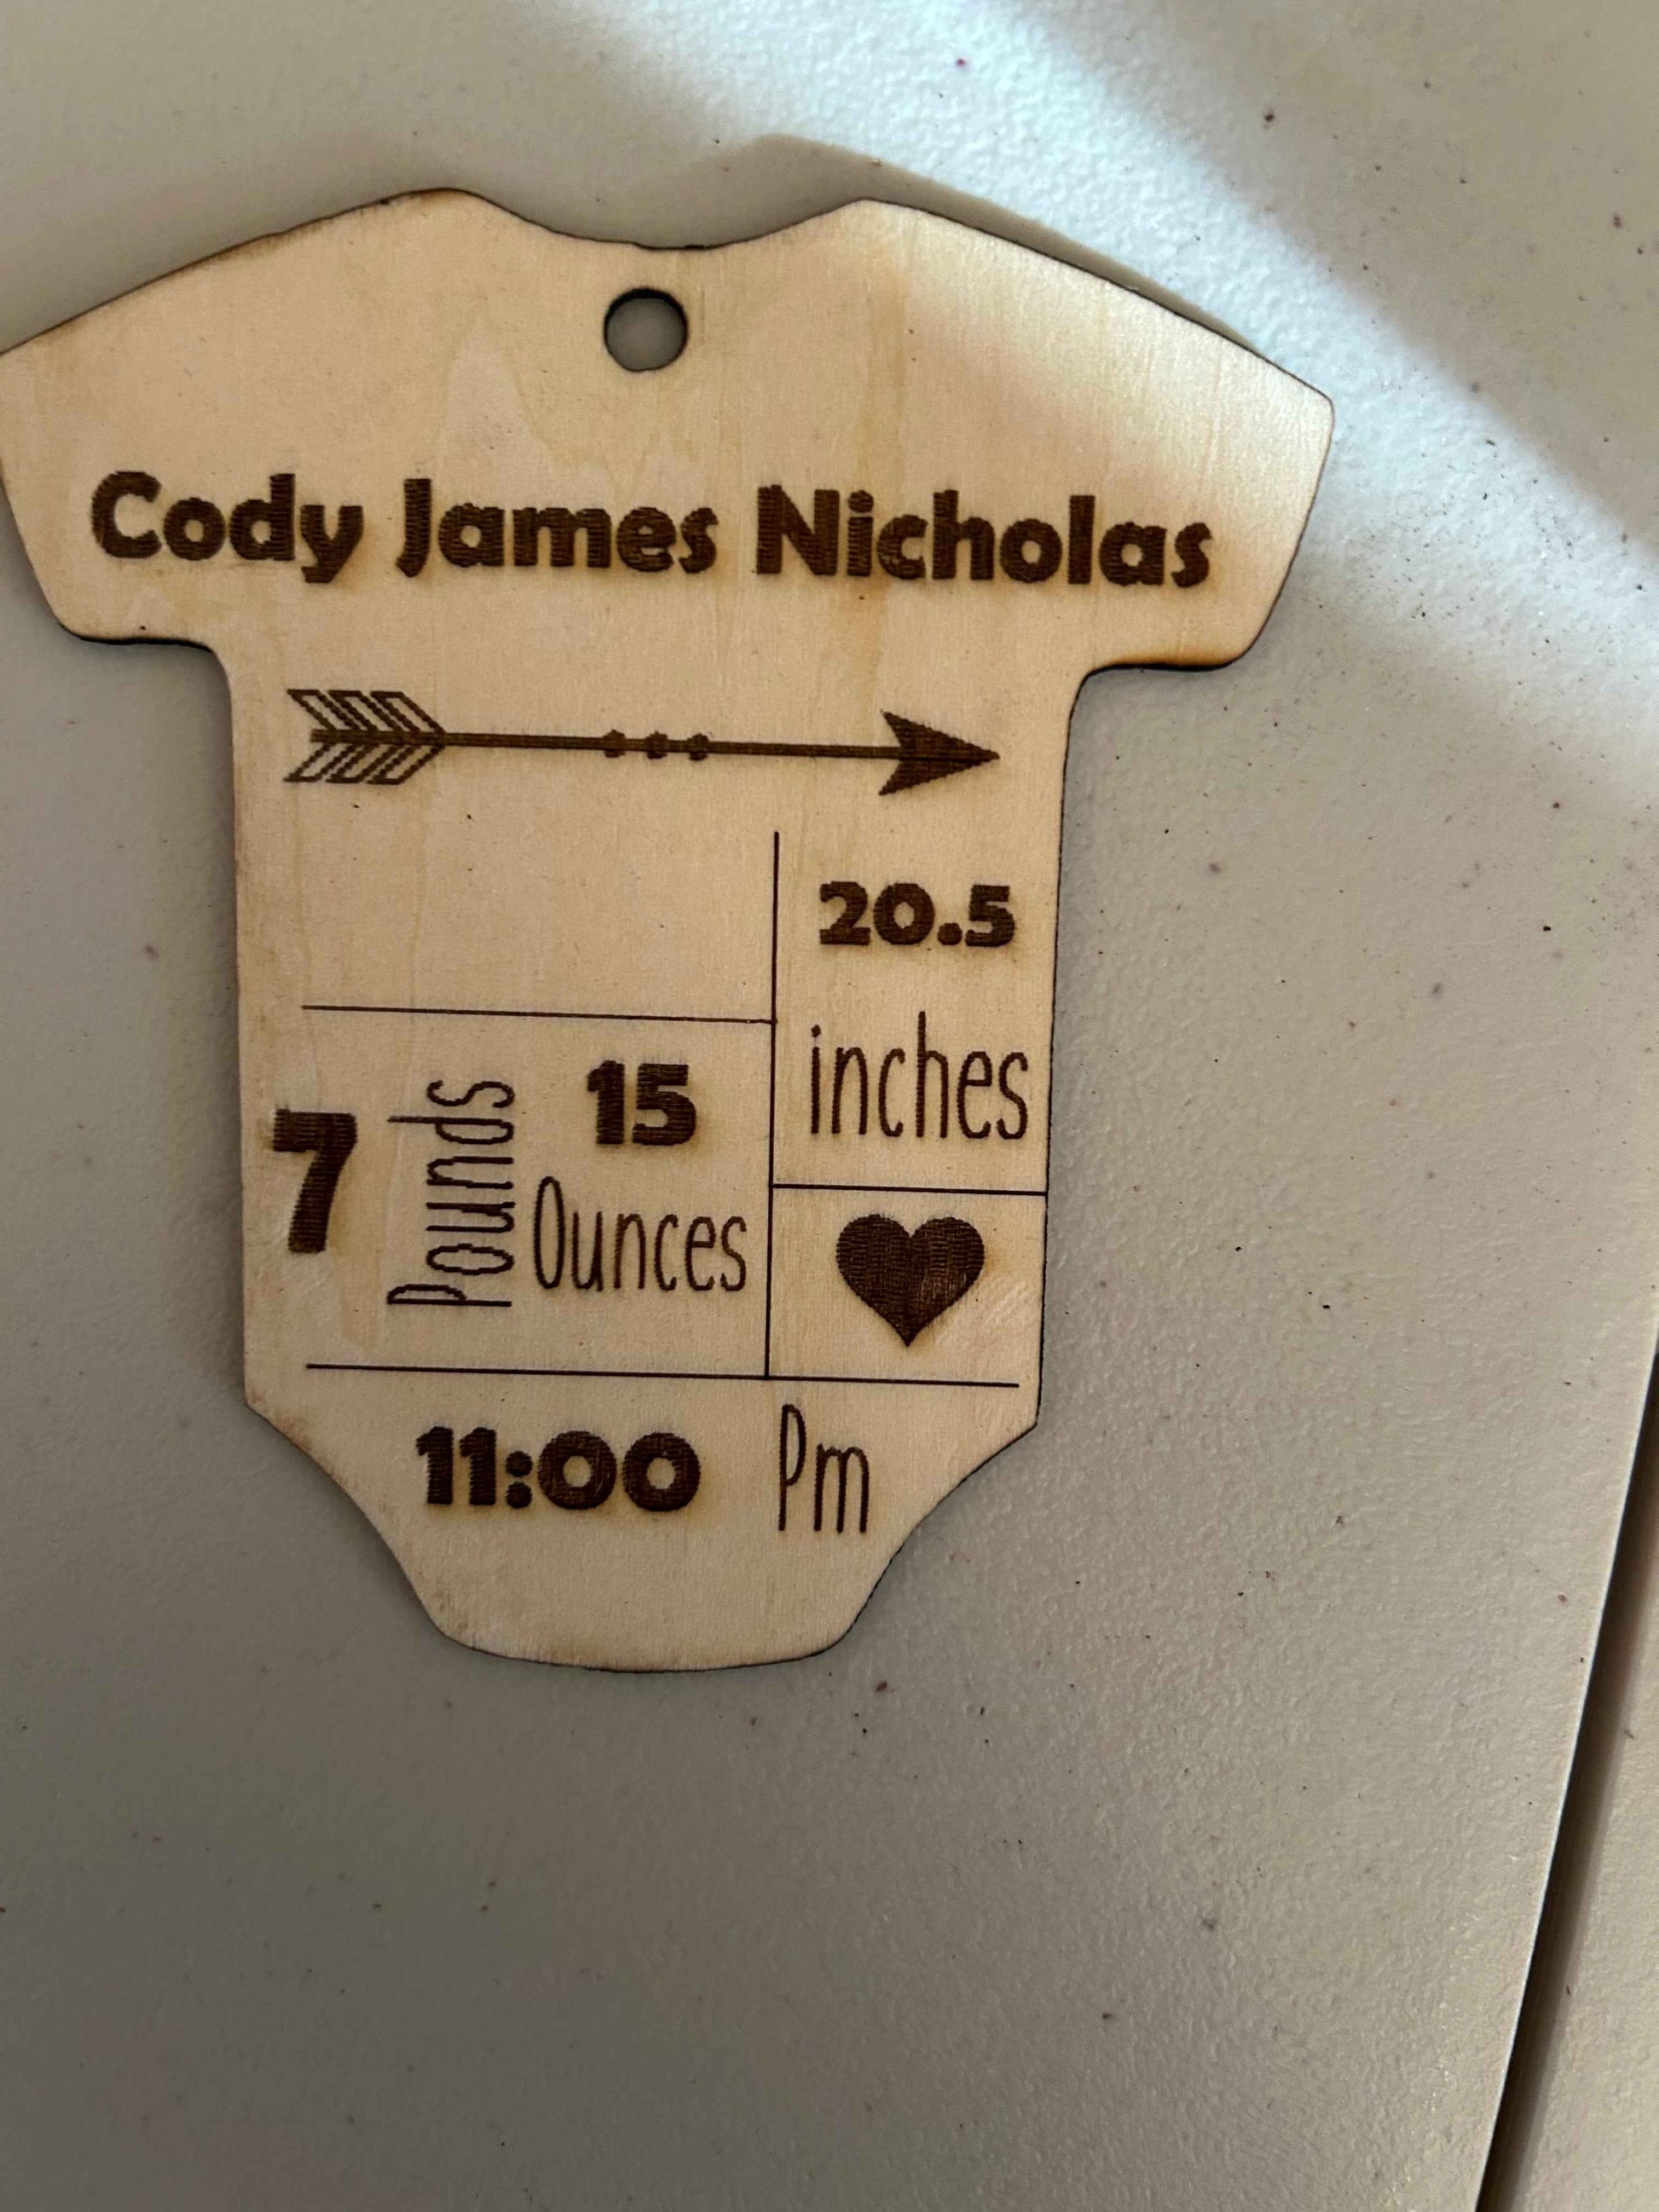 Cody James Nicholas
20.5
inches
7
Pounds
15
Ounces
11:00 Pm